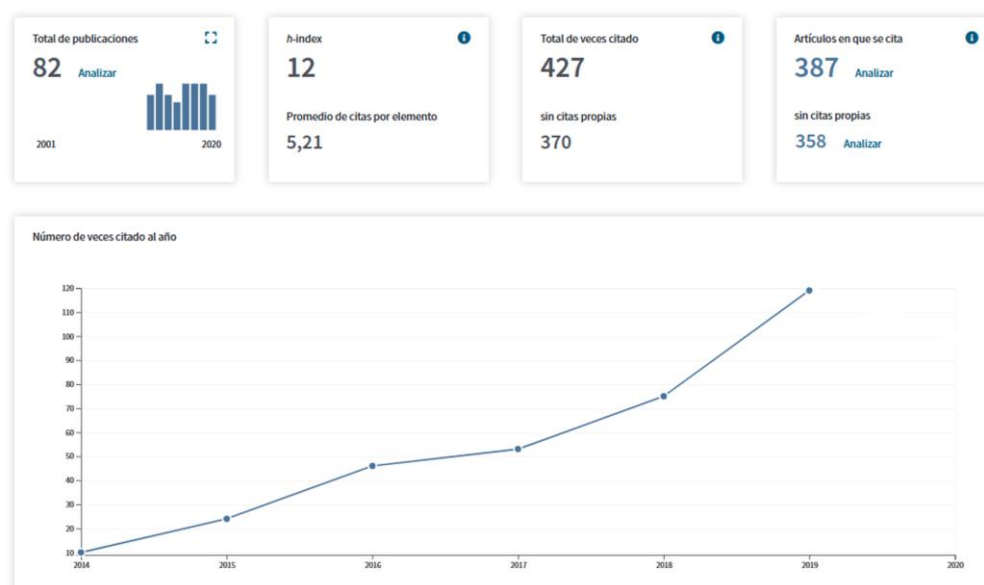 Total de publicaciones
82 Analizar
2001 2020
h-index
12
Promedio de citas por elemento
5,21
Total de veces citado
427
sin citas propias
370
Artículos en que se cita
387 Analizar
sin citas propias
358 Analizar
Número de veces citado al año
120
110
100
90
80
70
60
50
40
30
20
10
2014 2015 2016 2017 2018 2019 2020